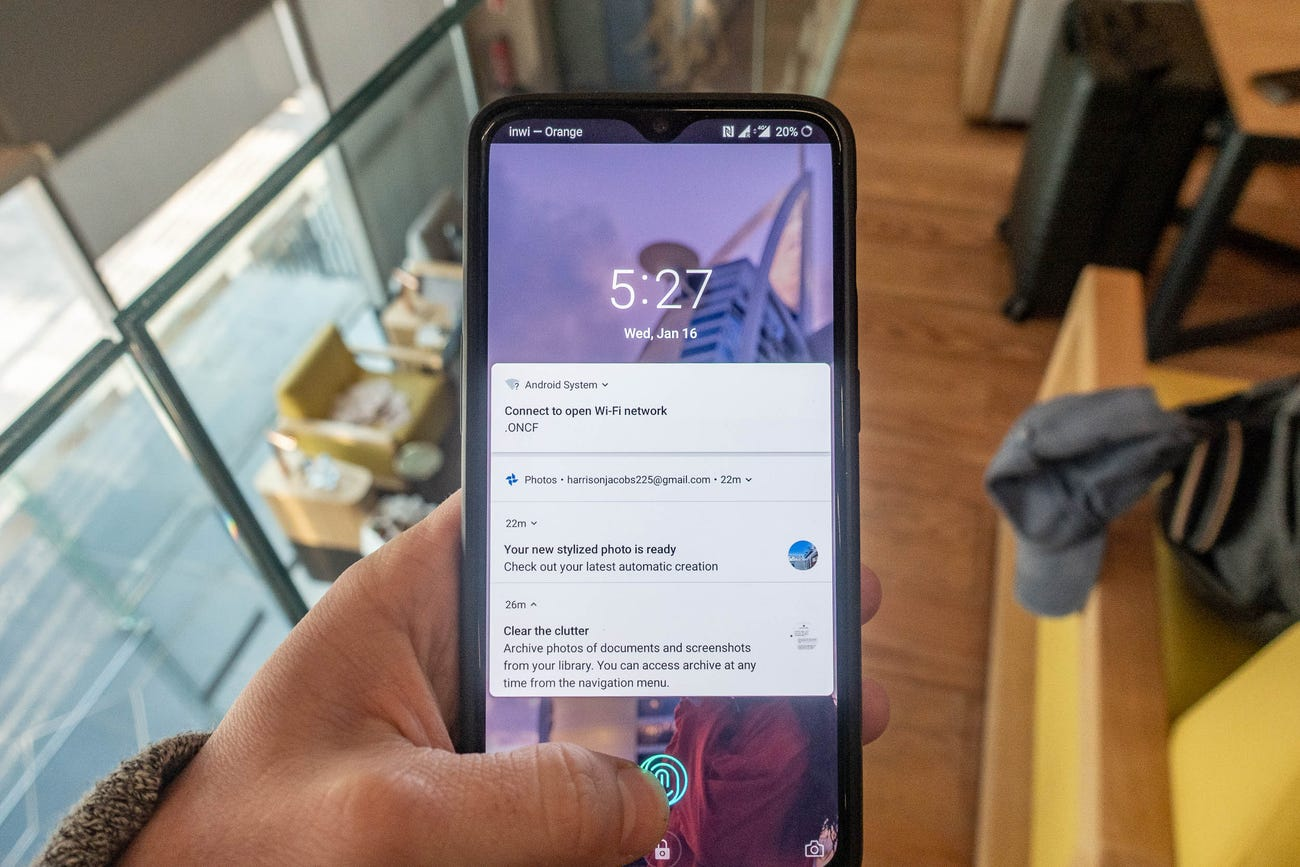 inwi — Orange
4G
20%
5:27
Wed, Jan 16
Android System
Connect to open Wi-Fi network
.ONCF
Photos • harrisonjacobs225@gmail.com • 22m
22m
Your new stylized photo is ready
Check out your latest automatic creation
26m
Clear the clutter
Archive photos of documents and screenshots
from your library. You can access archive at any
time from the navigation menu.